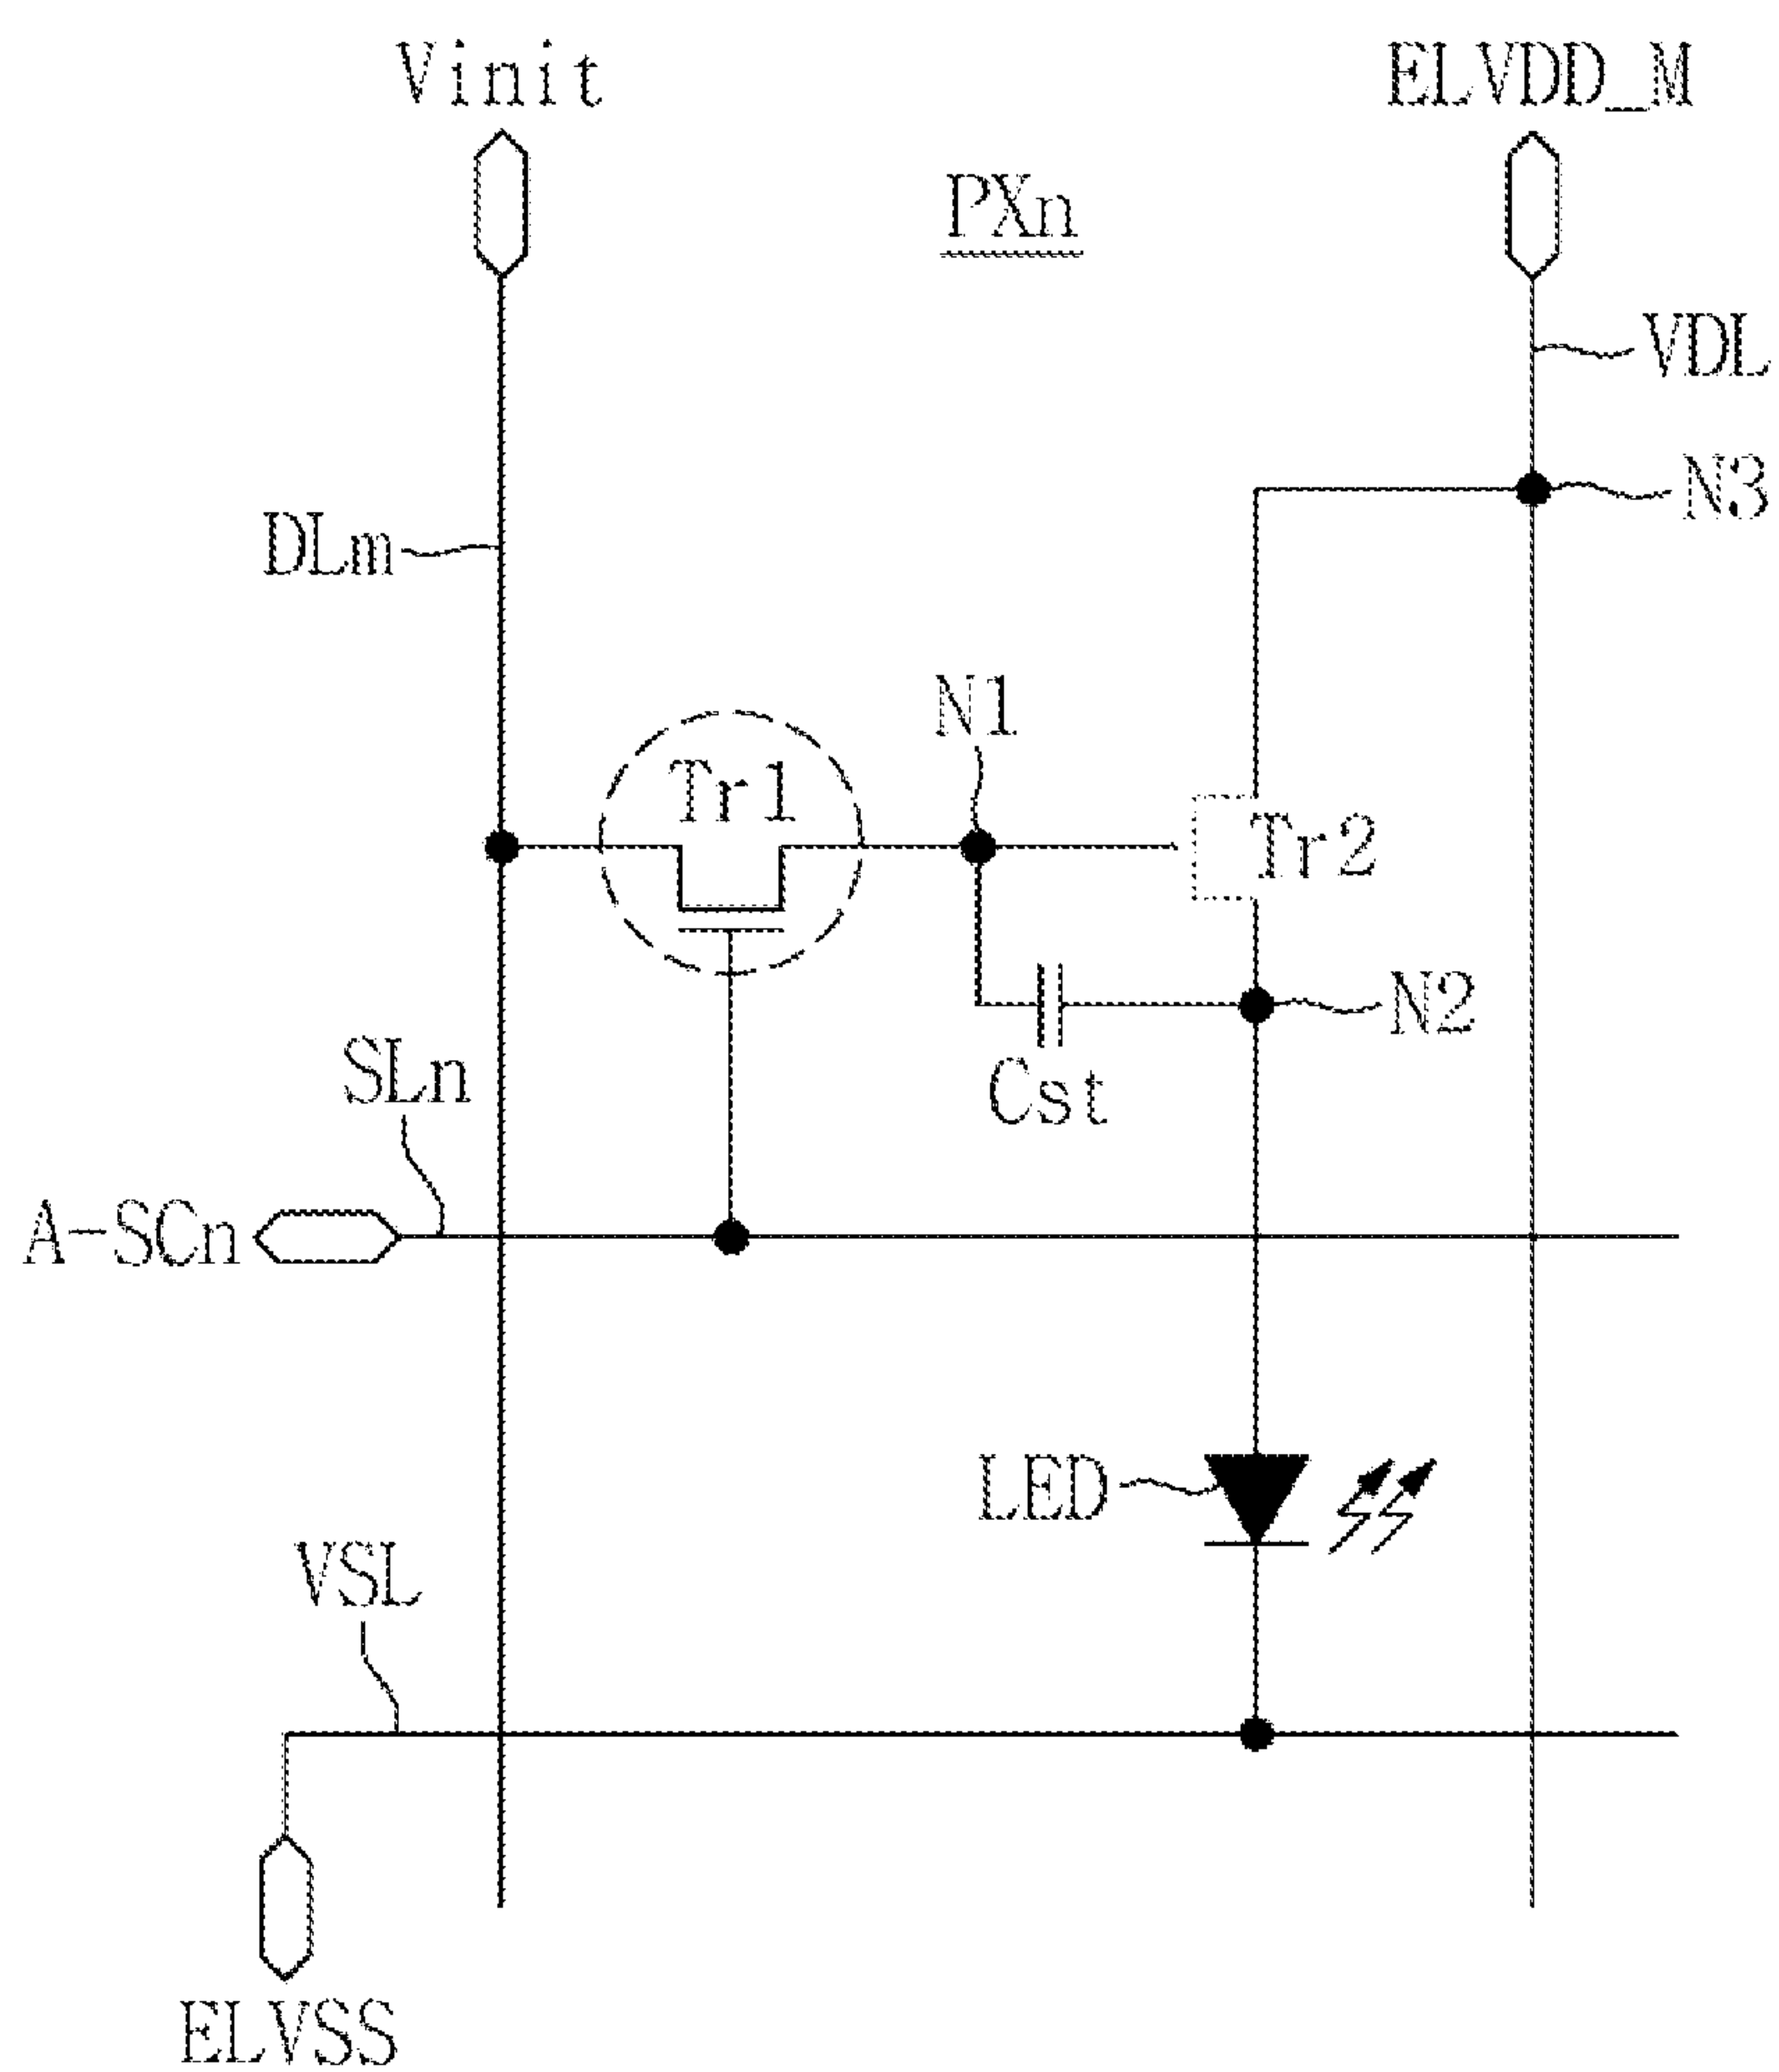 Vinit
ELVDD_M
PXn
VDL
N3
DLm
N1
Tr1
Tr2
N2
SLn
Cst
A-SCn
LED
VSL
ELVSS